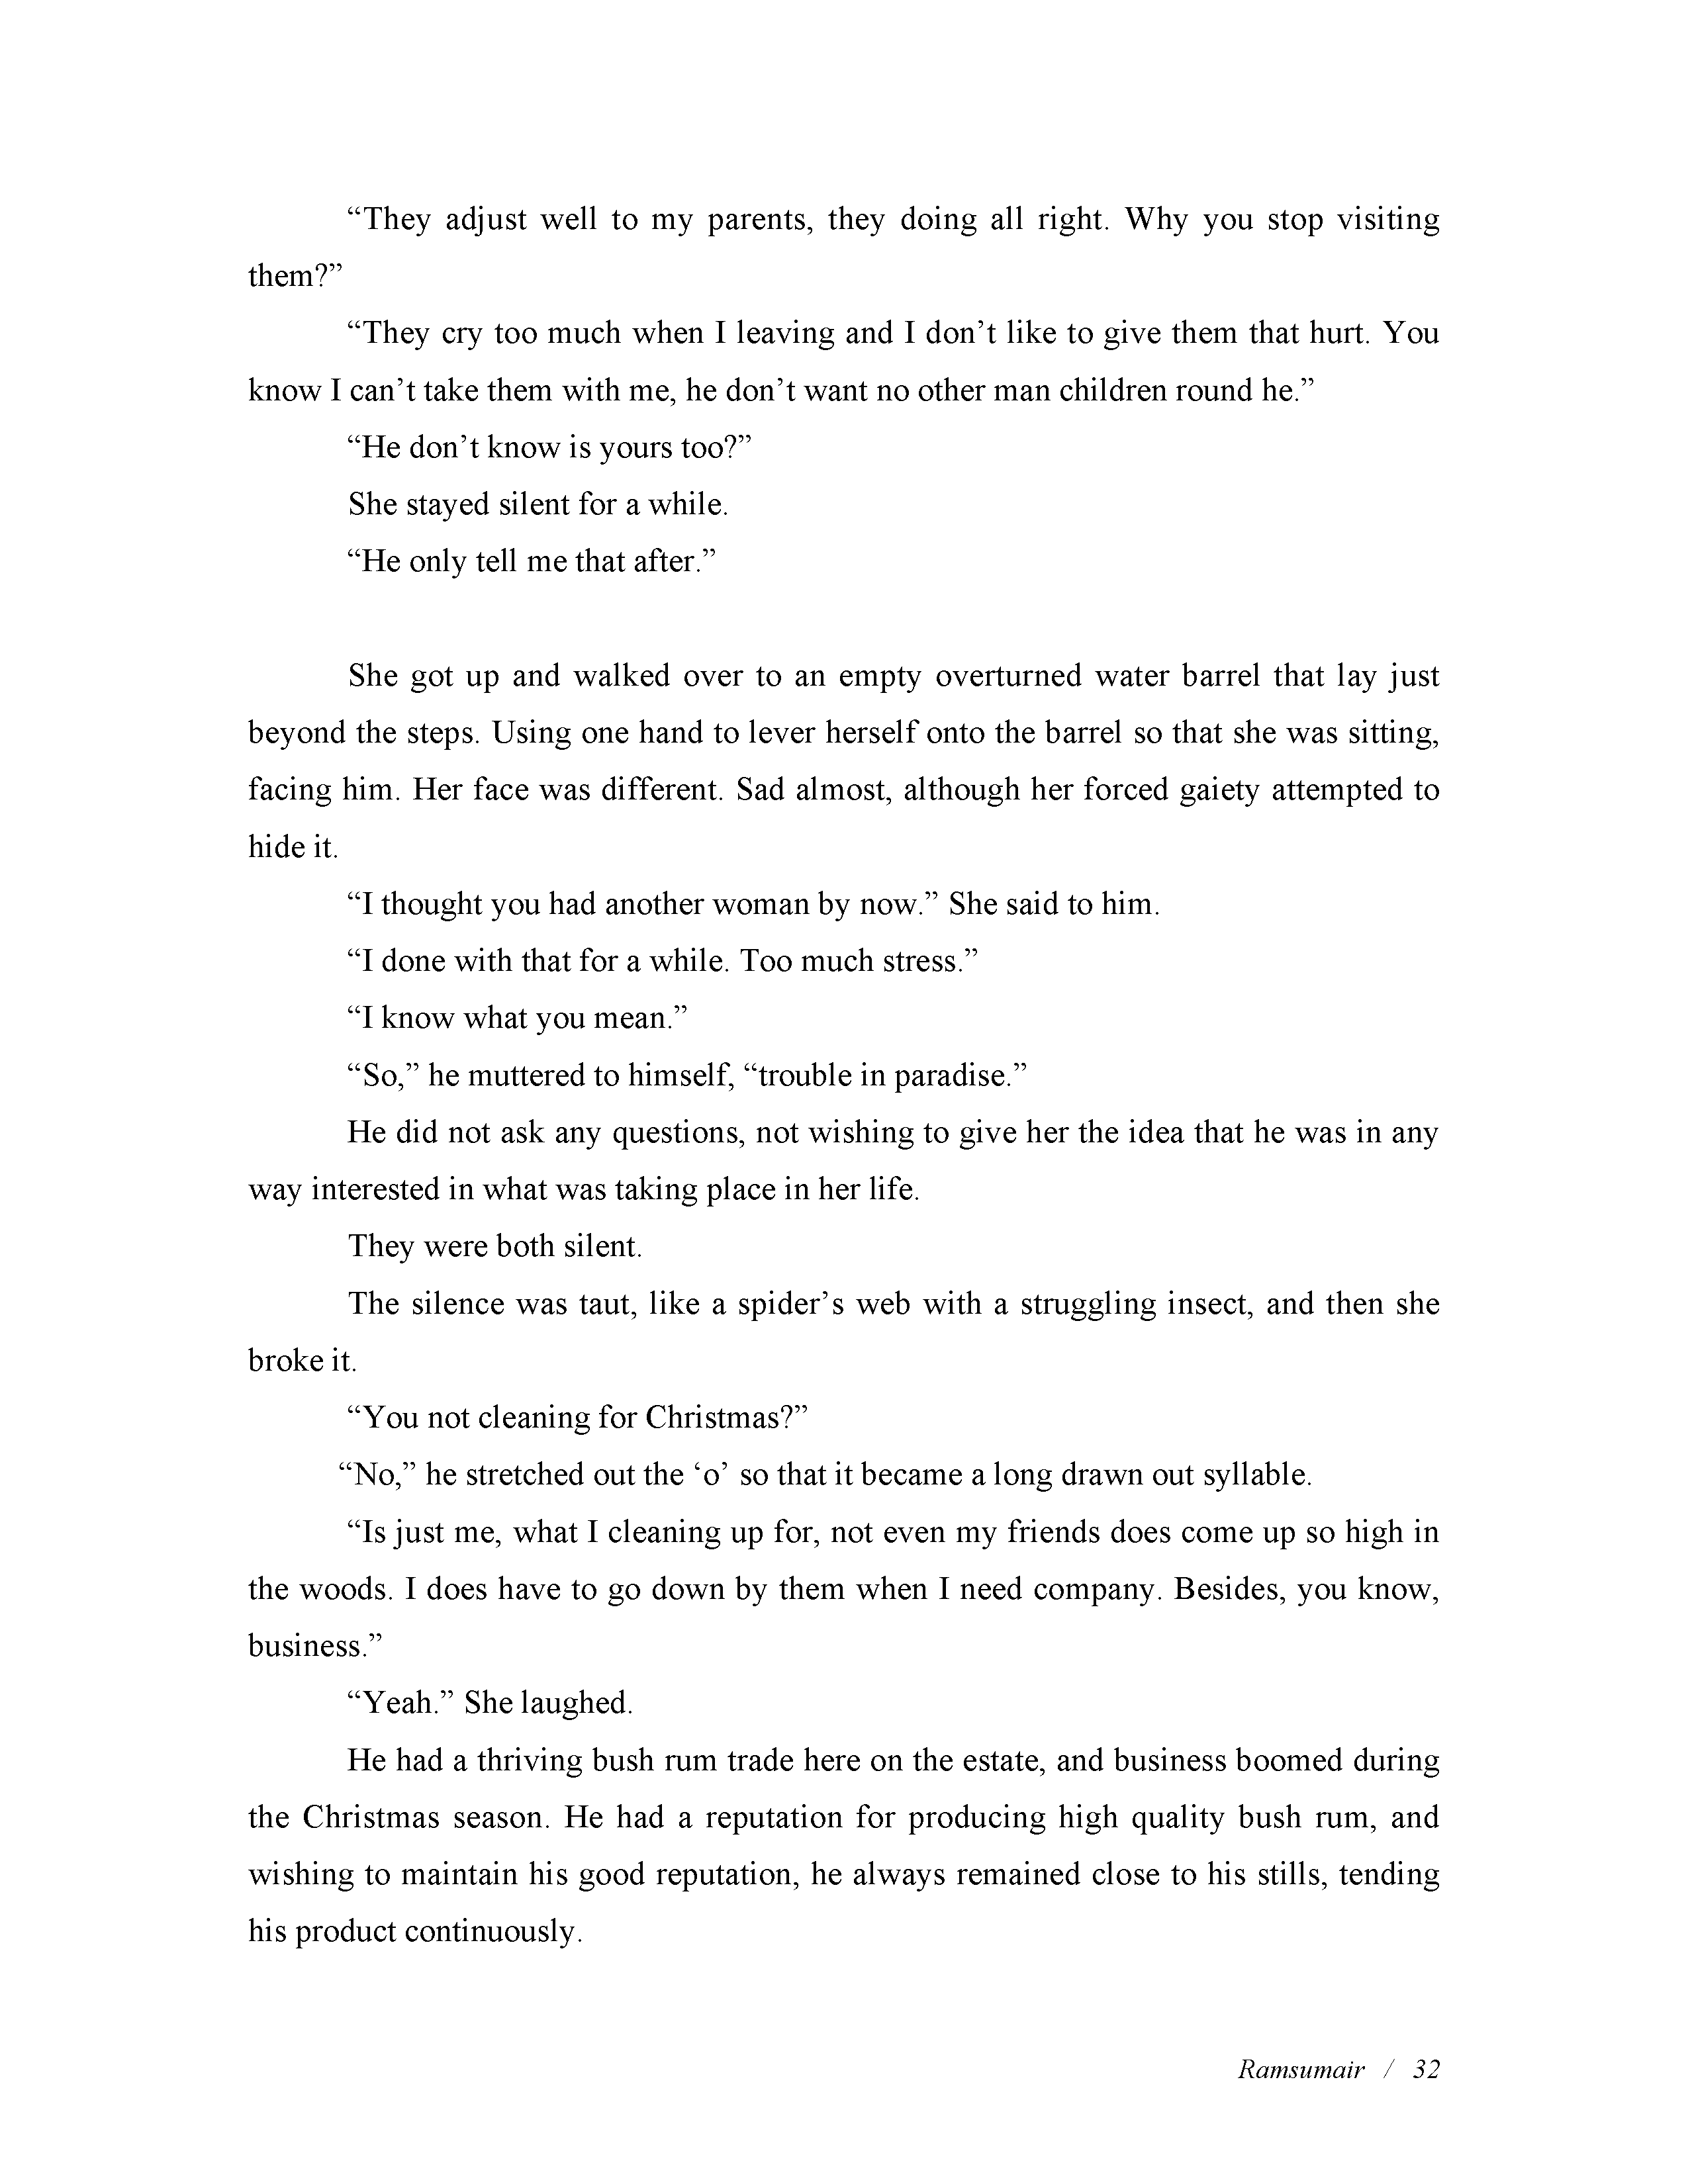 “They adjust well to my parents, they doing all right. Why you stop visiting
them?”
“They cry too much when I leaving and I don’t like to give them that hurt. You
know I can’t take them with me, he don’t want no other man children round he.”
“He don’t know is yours too?”
She stayed silent for a while.
“He only tell me that after.”
She got up and walked over to an empty overturned water barrel that lay just
beyond the steps. Using one hand to lever herself onto the barrel so that she was sitting,
facing him. Her face was different. Sad almost, although her forced gaiety attempted to
hide it.
“I thought you had another woman by now.” She said to him.
“I done with that for a while. Too much stress.”
“I know what you mean.”
“So,” he muttered to himself, “trouble in paradise.”
He did not ask any questions, not wishing to give her the idea that he was in any
way interested in what was taking place in her life.
They were both silent.
The silence was taut, like a spider’s web with a struggling insect, and then she
broke it.
“You not cleaning for Christmas?”
“No,” he stretched out the ‘o’ so that it became a long drawn out syllable.
“Is just me, what I cleaning up for, not even my friends does come up so high in
the woods. I does have to go down by them when I need company. Besides, you know,
business.”
“Yeah.” She laughed.
He had a thriving bush rum trade here on the estate, and business boomed during
the Christmas season. He had a reputation for producing high quality bush rum, and
wishing to maintain his good reputation, he always remained close to his stills, tending
his product continuously.
Ramsumair / 32